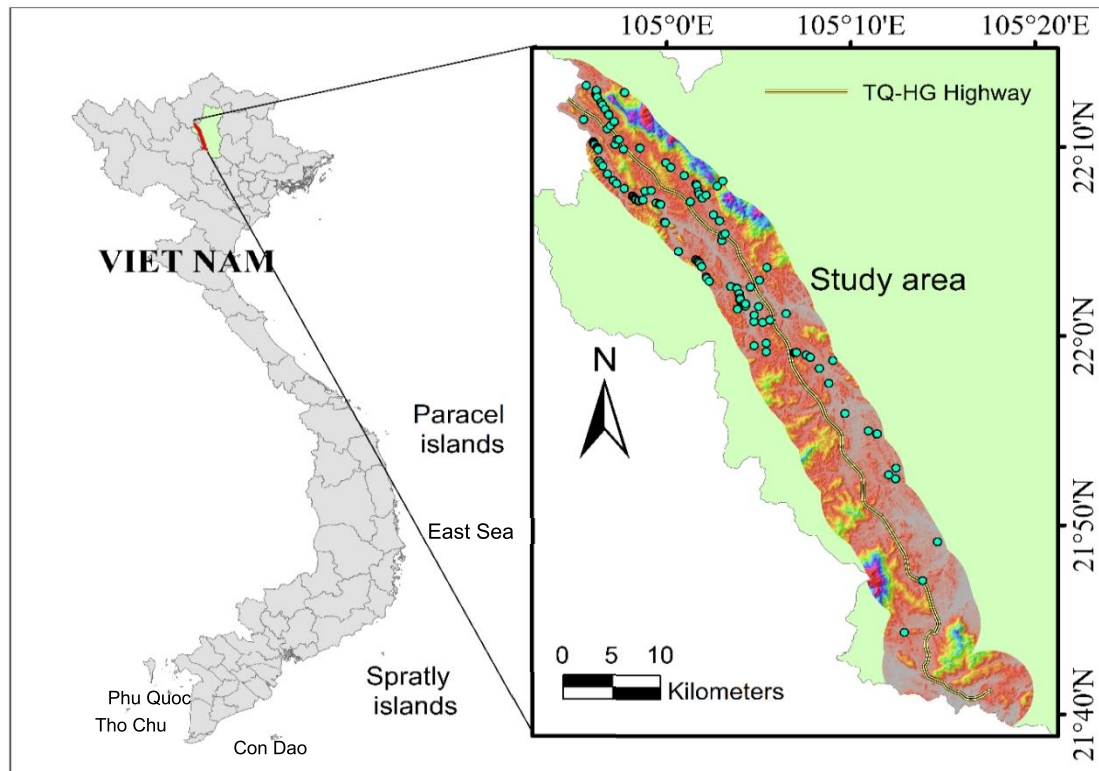 105°0'E
105°10'E
105°20'E
TQ-HG Highway
22°10'N
VIET NAM
Study area
22°0'N
N
Paracel
islands
East Sea
21°50'N
0 5 10
Kilometers
Spratly
islands
Phu Quoc
Tho Chu
Con Dao
21°40'N